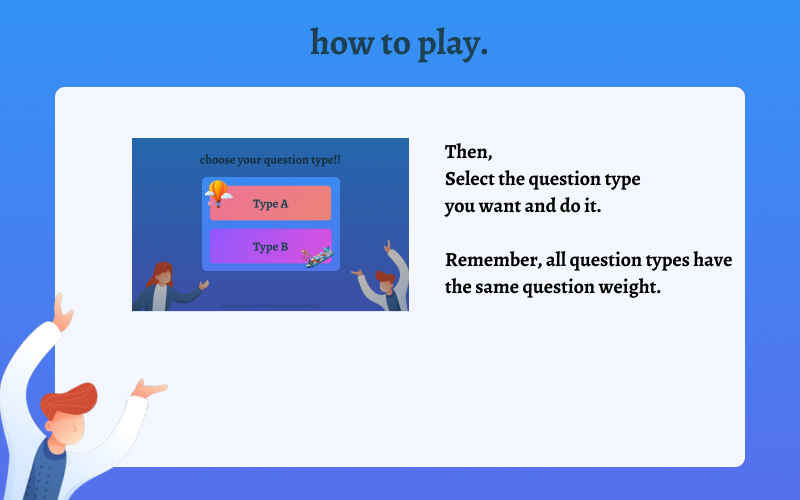 how to play.
choose your question type!!
Type A
Type B
Then,
Select the question type
you want and do it.
Remember, all question types have
the same question weight.